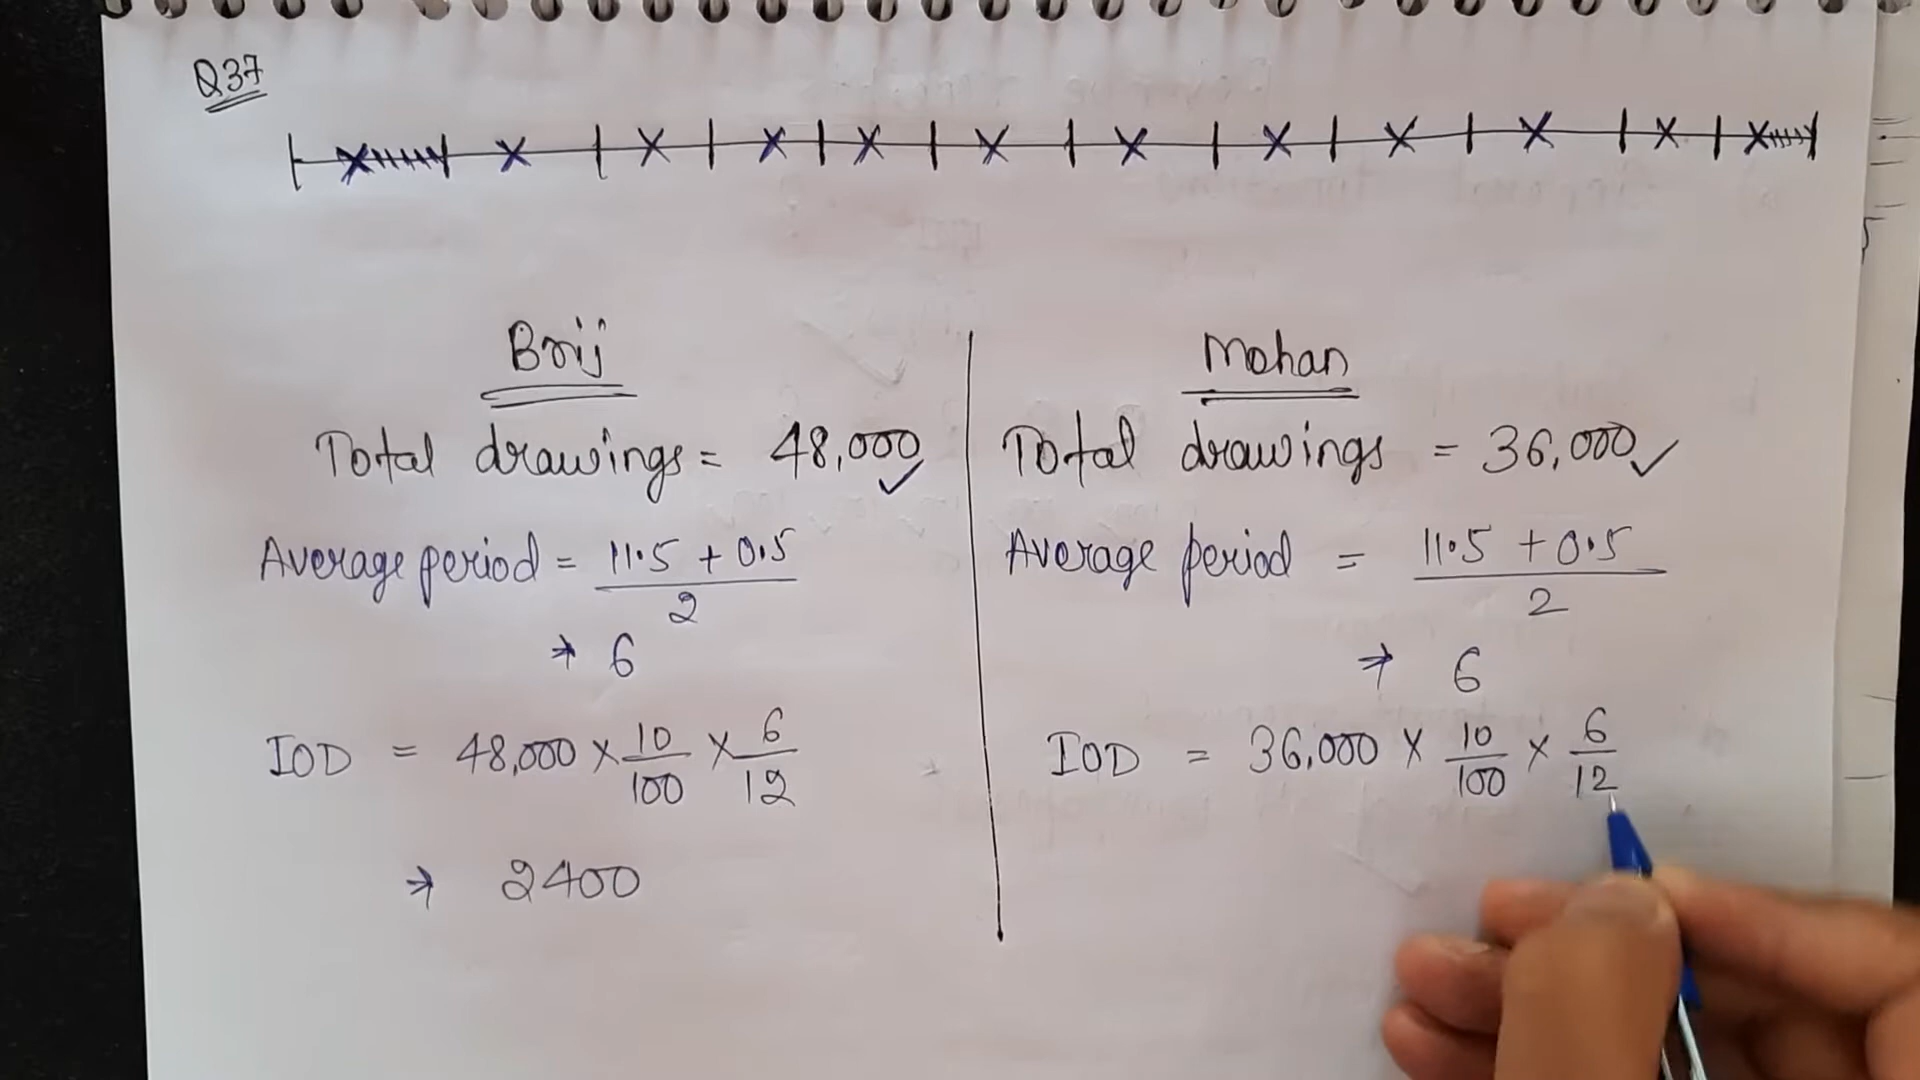 Q37
Brij
Total drawings = 48,000
Average period = 11.5 + 0.5 / 2
→ 6
IOD = 48,000 × 10/100 × 6/12
→ 2400
Mohan
Total drawings = 36,000
Average period = 11.5 + 0.5 / 2
→ 6
IOD = 36,000 × 10/100 × 6/12